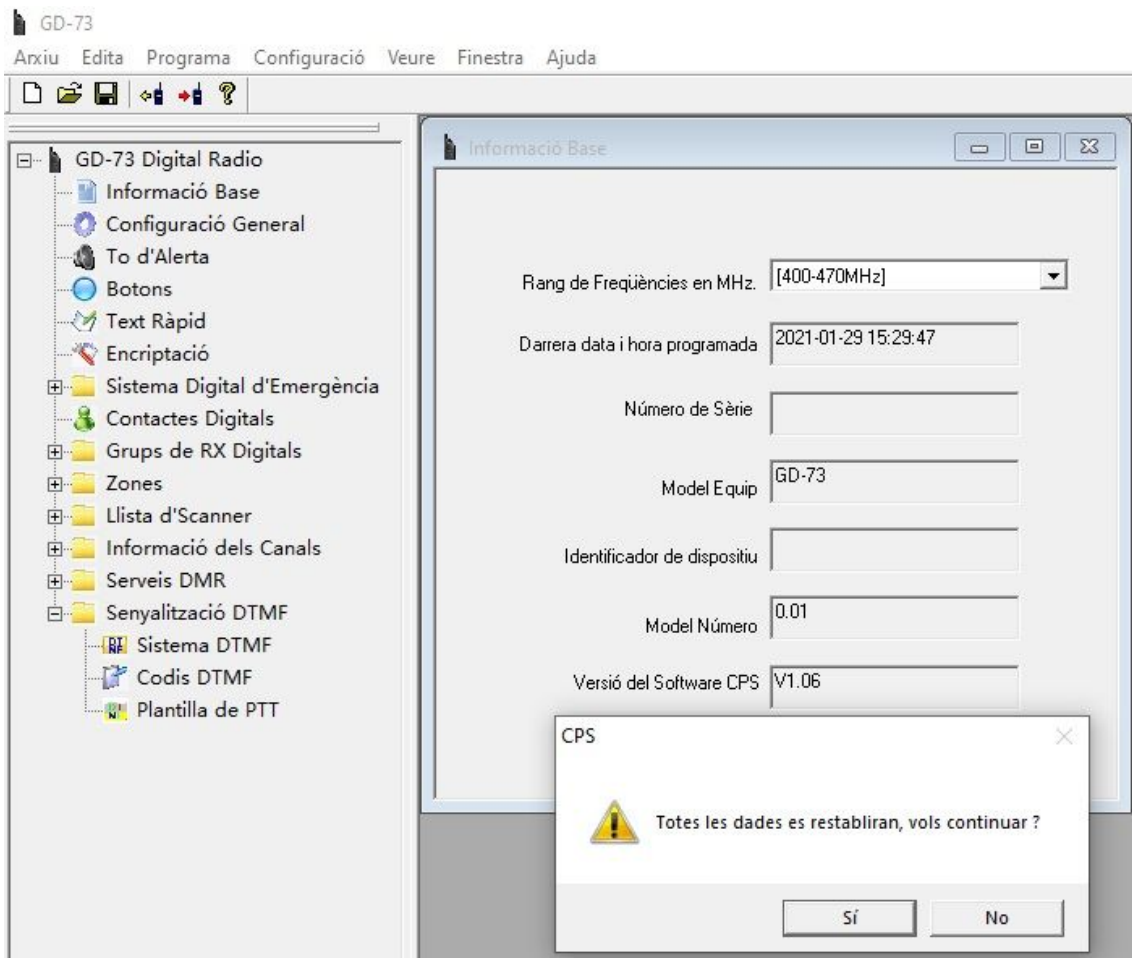 GD-73
Arxiu Edita Programa Configuració Veure Finestra Ajuda
GD-73 Digital Radio
Informació Base
Configuració General
To d'Alerta
Botons
Text Ràpid
Encriptació
Sistema Digital d'Emergència
Contactes Digitals
Grups de RX Digitals
Zones
Llista d'Scanner
Informació dels Canals
Serveis DMR
Senyalització DTMF
Sistema DTMF
Codis DTMF
Plantilla de PTT
Informació Base
Rang de Freqüències en MHz. [400-470MHz]
Darrera data i hora programada 2021-01-29 15:29:47
Número de Sèrie
Model Equip GD-73
Identificador de dispositiu
Model Número 0.01
Versió del Software CPS V1.06
CPS
Totes les dades es restabliran, vols continuar ?
Sí No